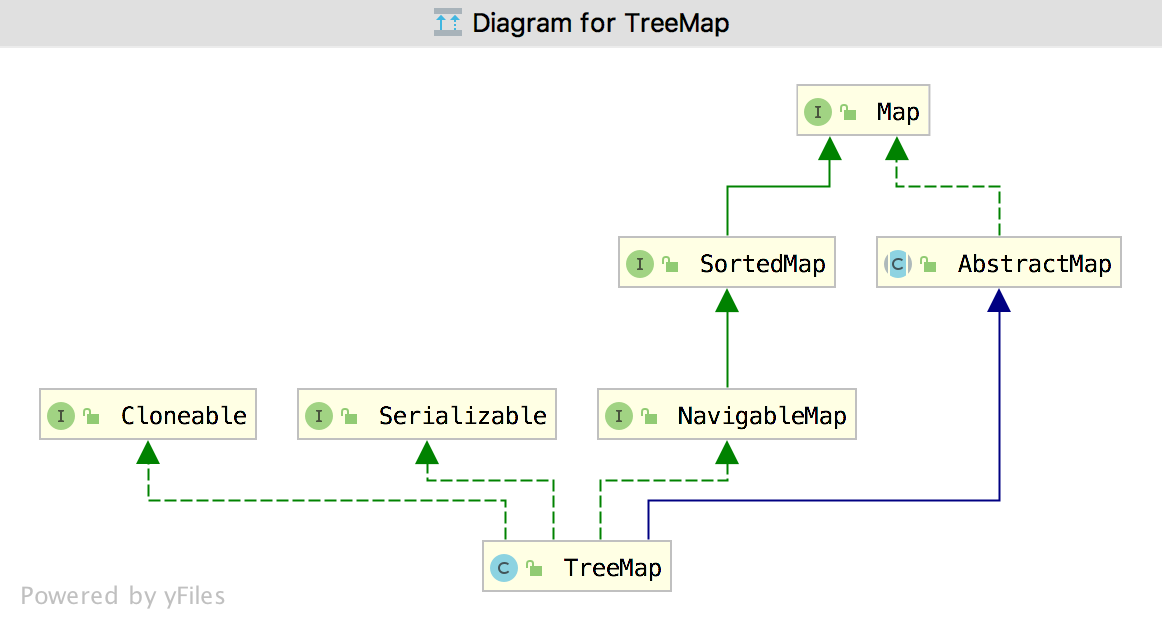 Diagram for TreeMap
I Map
I SortedMap
C AbstractMap
I Cloneable
I Serializable
I NavigableMap
C TreeMap
Powered by yFiles